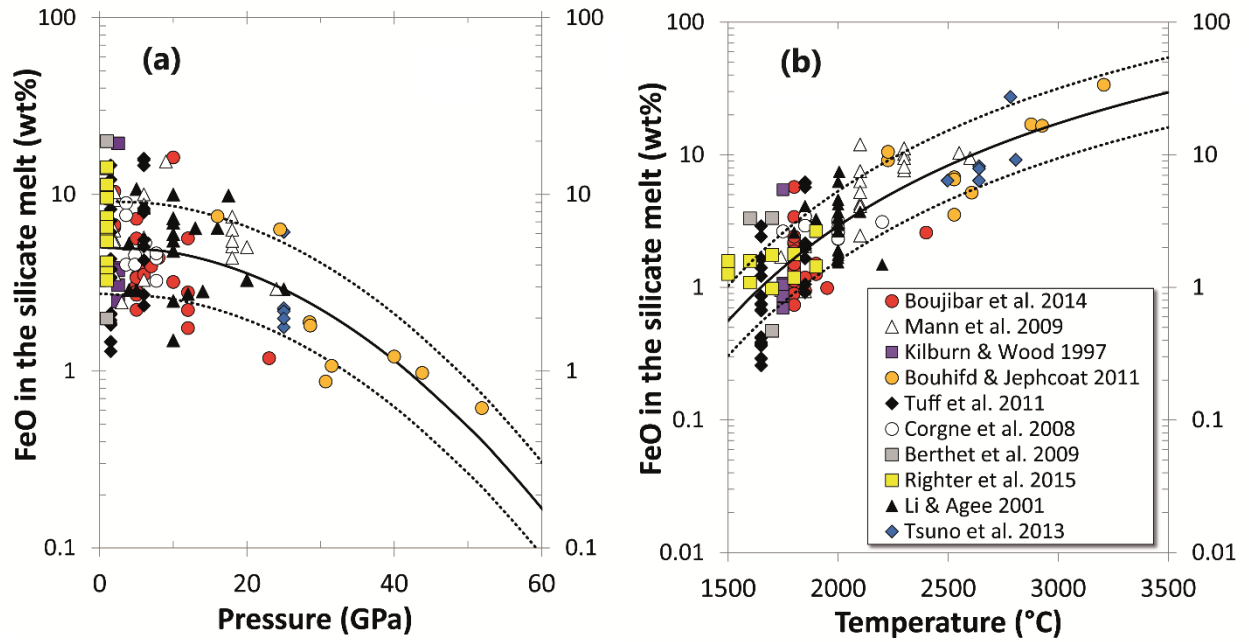 (a)
FeO in the silicate melt (wt%)
100
10
1
0.1
100
10
1
0.1
0 20 40 60
Pressure (GPa)
(b)
FeO in the silicate melt (wt%)
100
10
1
0.1
0.01
100
10
1
0.1
0.01
1500 2000 2500 3000 3500
Temperature (°C)
Boujibar et al. 2014
Mann et al. 2009
Kilburn & Wood 1997
Bouhifd & Jephcoat 2011
Tuff et al. 2011
Corgne et al. 2008
Berthet et al. 2009
Righter et al. 2015
Li & Agee 2001
Tsuno et al. 2013